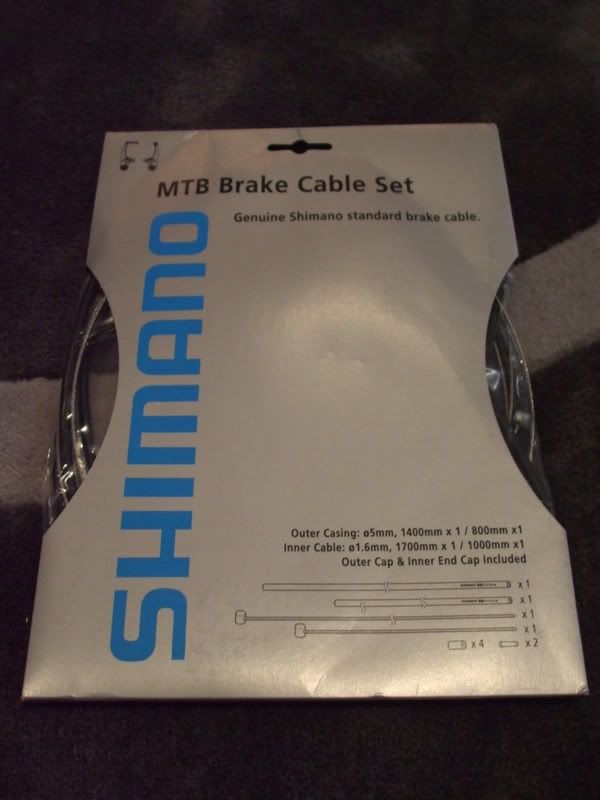 MTB Brake Cable Set
Genuine Shimano standard brake cable.
SHIMANO
Outer Casing: ø5mm, 1400mm x 1 / 800mm x1
Inner Cable: ø1.6mm, 1700mm x 1 / 1000mm x1
Outer Cap & Inner End Cap Included
x 1
x 1
x 1
x 1
x 4 x 2